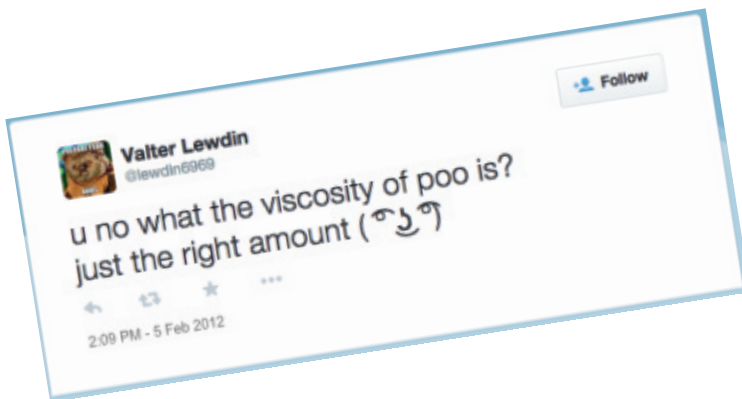 Follow
Valter Lewdin
@lewdin6969
u no what the viscosity of poo is?
just the right amount ( ͡° ͜ʖ ͡°)
2:09 PM - 5 Feb 2012